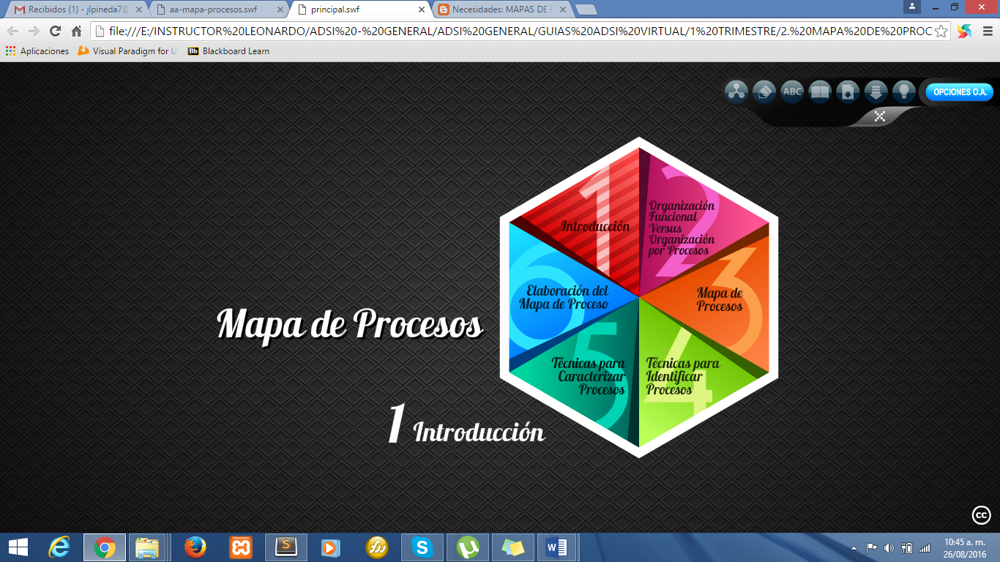 Recibidos (1) - jlpineda7@
aa-mapa-procesos.swf
principal.swf
Necesidades: MAPAS DE P
file:///E:/INSTRUCTOR%20LEONARDO/ADSI%20-%20GENERAL/ADSI%20GENERAL/GUIAS%20ADSI%20VIRTUAL/1%20TRIMESTRE/2.%20MAPA%20DE%20PROC
Aplicaciones
Visual Paradigm for U
Bb Blackboard Learn
ABC
OPCIONES O.A.
1
Introducción
2
Organización
Funcional
Versus
Organización
por Procesos
3
Mapa de
Procesos
4
Técnicas para
Identificar
Procesos
5
Técnicas para
Caracterizar
Procesos
6
Elaboración del
Mapa de Proceso
Mapa de Procesos
1 Introducción
cc
10:45 a. m.
26/08/2016